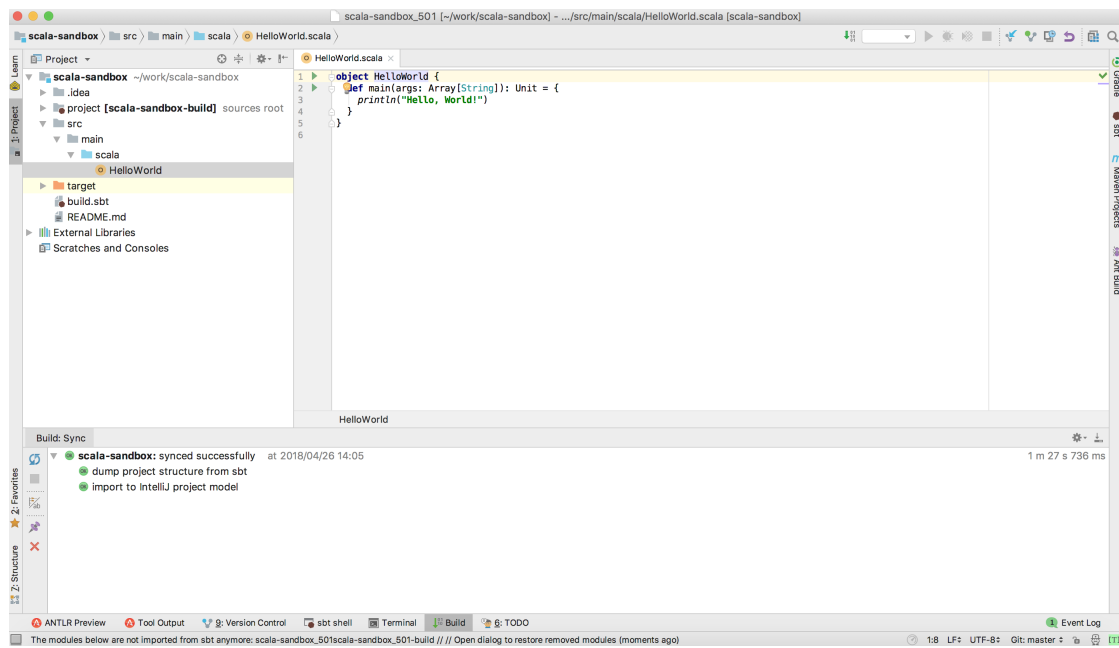 scala-sandbox_501 [~/work/scala-sandbox] - .../src/main/scala/HelloWorld.scala [scala-sandbox]
scala-sandbox src main scala HelloWorld.scala
Learn
1: Project
2: Favorites
Z: Structure
Project
scala-sandbox ~/work/scala-sandbox
.idea
project [scala-sandbox-build] sources root
src
main
scala
HelloWorld
target
build.sbt
README.md
External Libraries
Scratches and Consoles
HelloWorld.scala
1 object HelloWorld {
2 def main(args: Array[String]): Unit = {
3 println("Hello, World!")
4 }
5 }
6
HelloWorld
Gradle
sbt
Maven Projects
Ant Build
Build: Sync
scala-sandbox: synced successfully at 2018/04/26 14:05 1 m 27 s 736 ms
dump project structure from sbt
import to IntelliJ project model
ANTLR Preview Tool Output 9: Version Control sbt shell Terminal Build 6: TODO 1 Event Log
The modules below are not imported from sbt anymore: scala-sandbox_501scala-sandbox_501-build // // Open dialog to restore removed modules (moments ago) 1:8 LF UTF-8 Git: master [T]